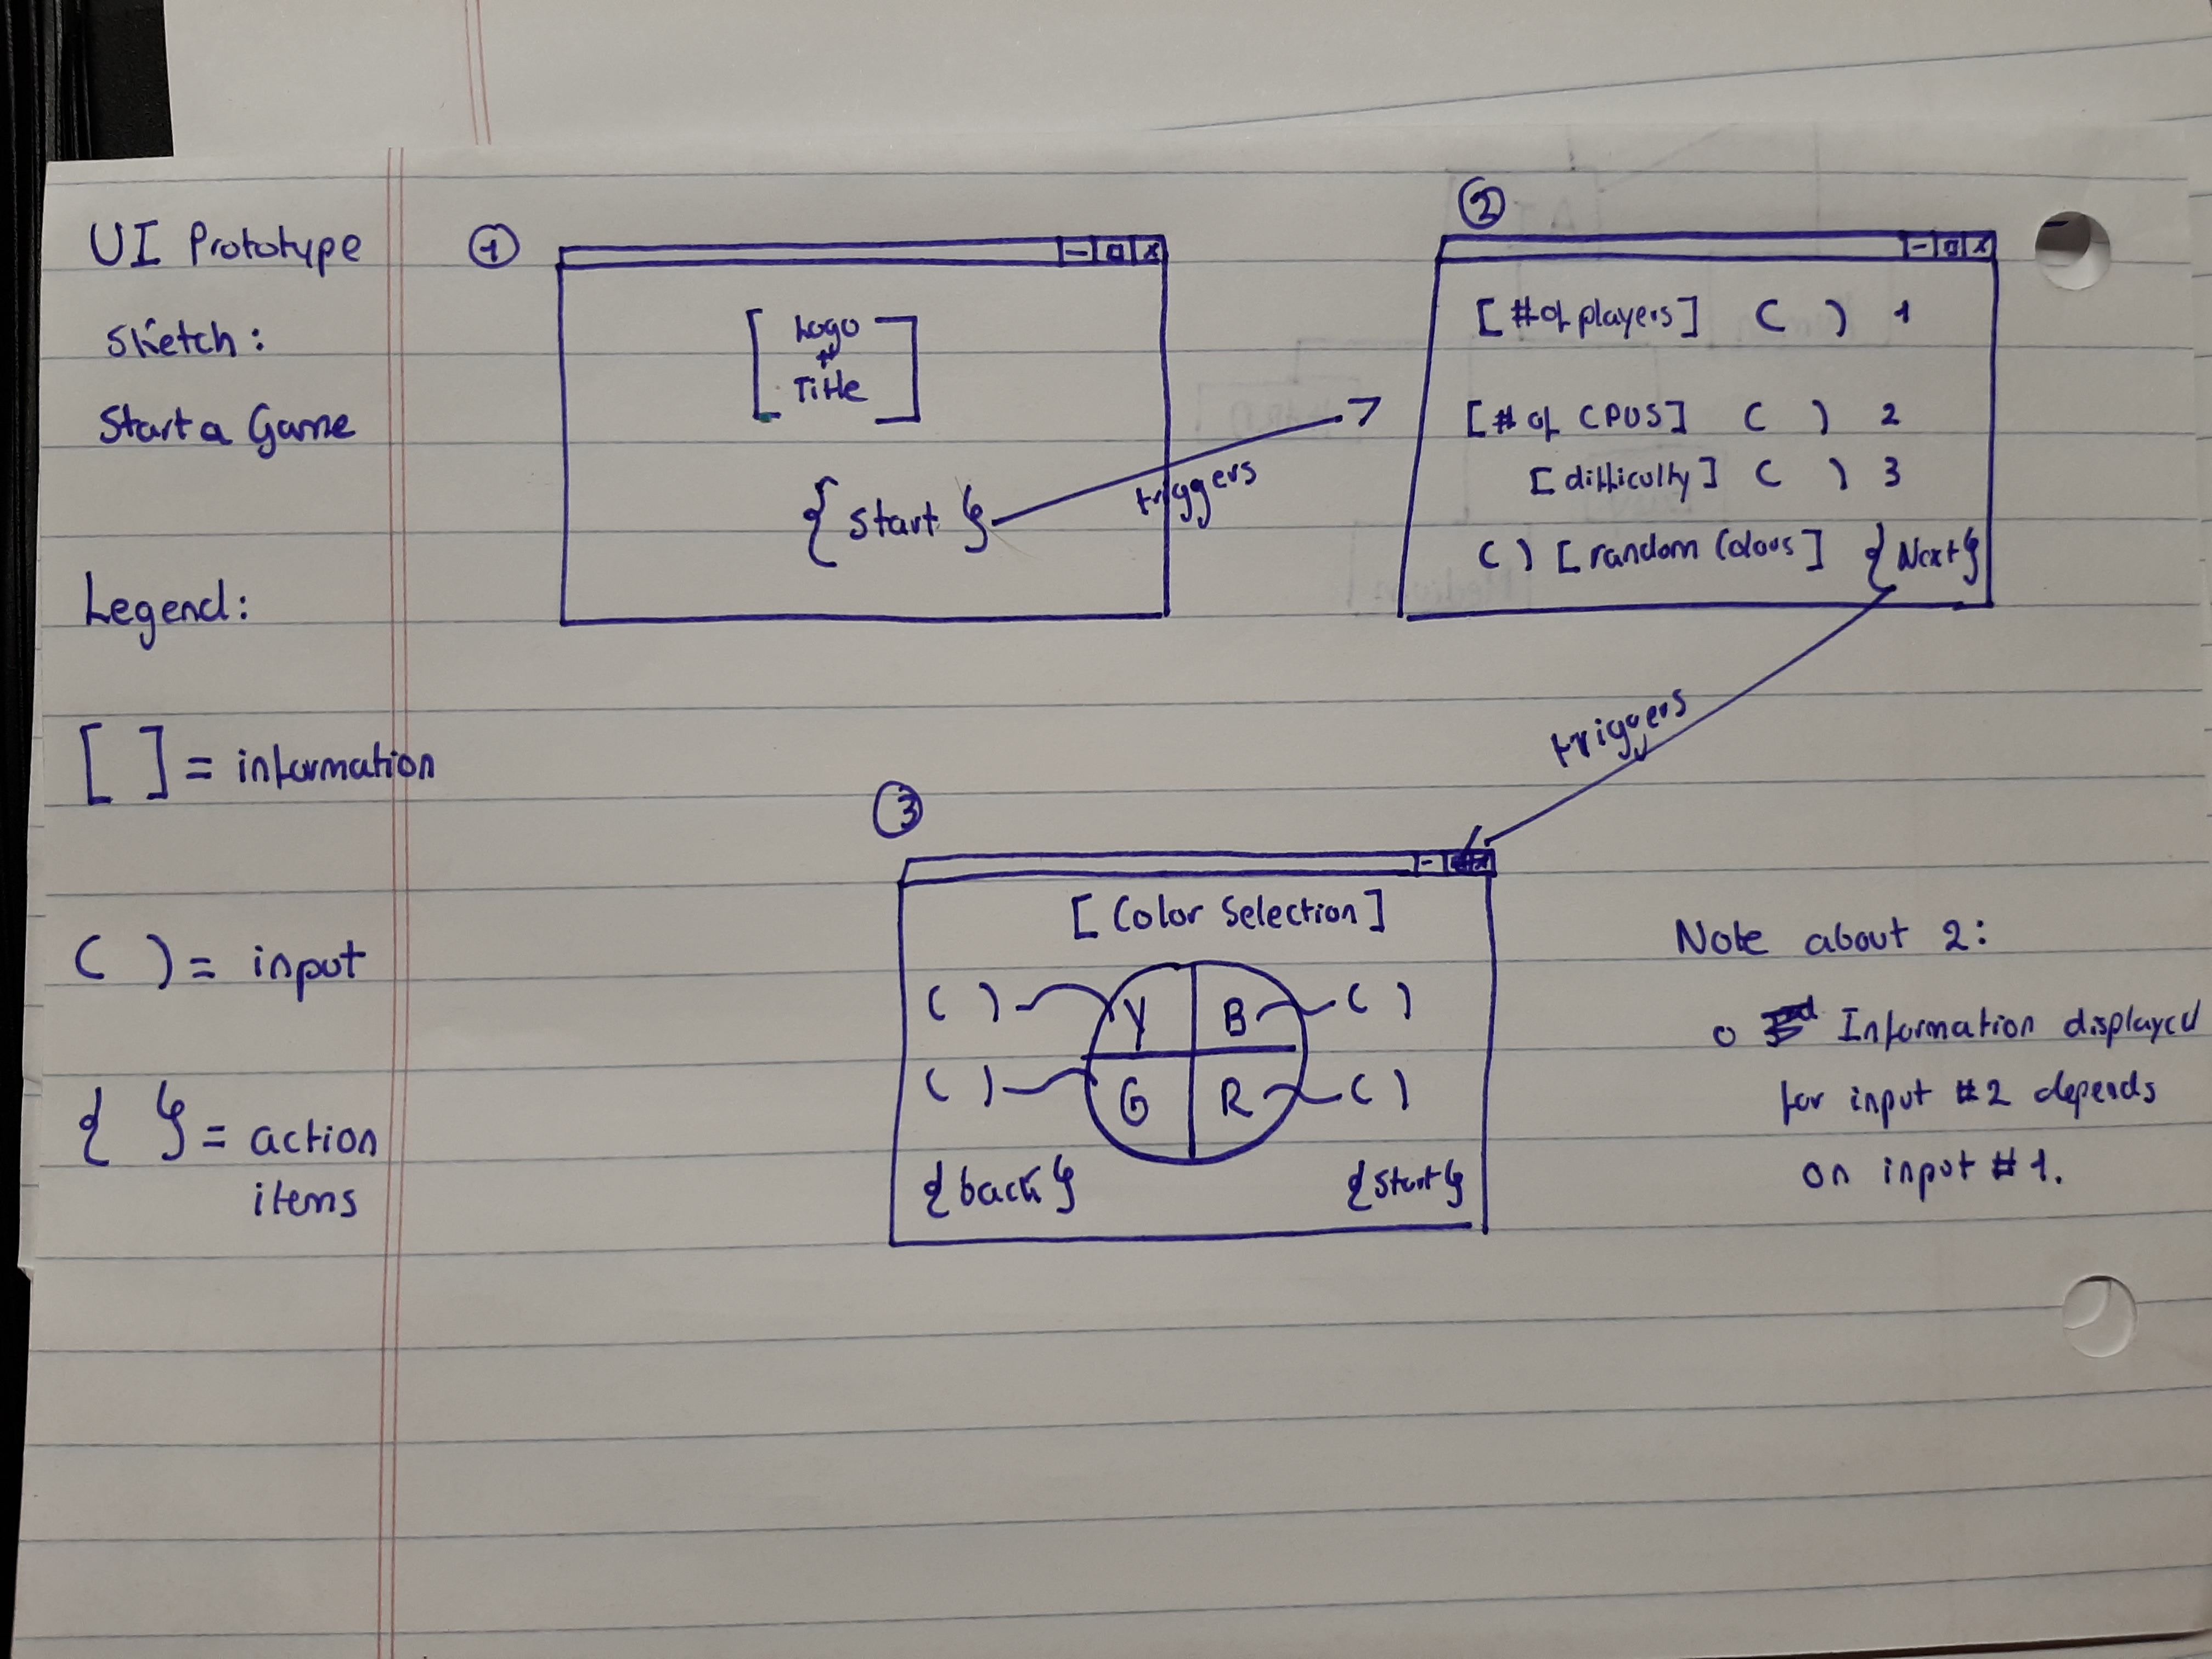 UI Prototype
sketch:
Start a Game
Legend:
[ ] = information
( ) = input
{ } = action
items
①
- □ x
[Logo
+
Title]
{start}
triggers
②
- □ x
[# of players] ( ) 1
[# of CPUs] ( ) 2
[difficulty] ( ) 3
( ) [random Colors] {Next}
triggers
③
- □ x
[Color Selection]
( ) Y B ( )
( ) G R ( )
{back} {start}
Note about 2:
o Information displayed
for input #2 depends
on input #1.